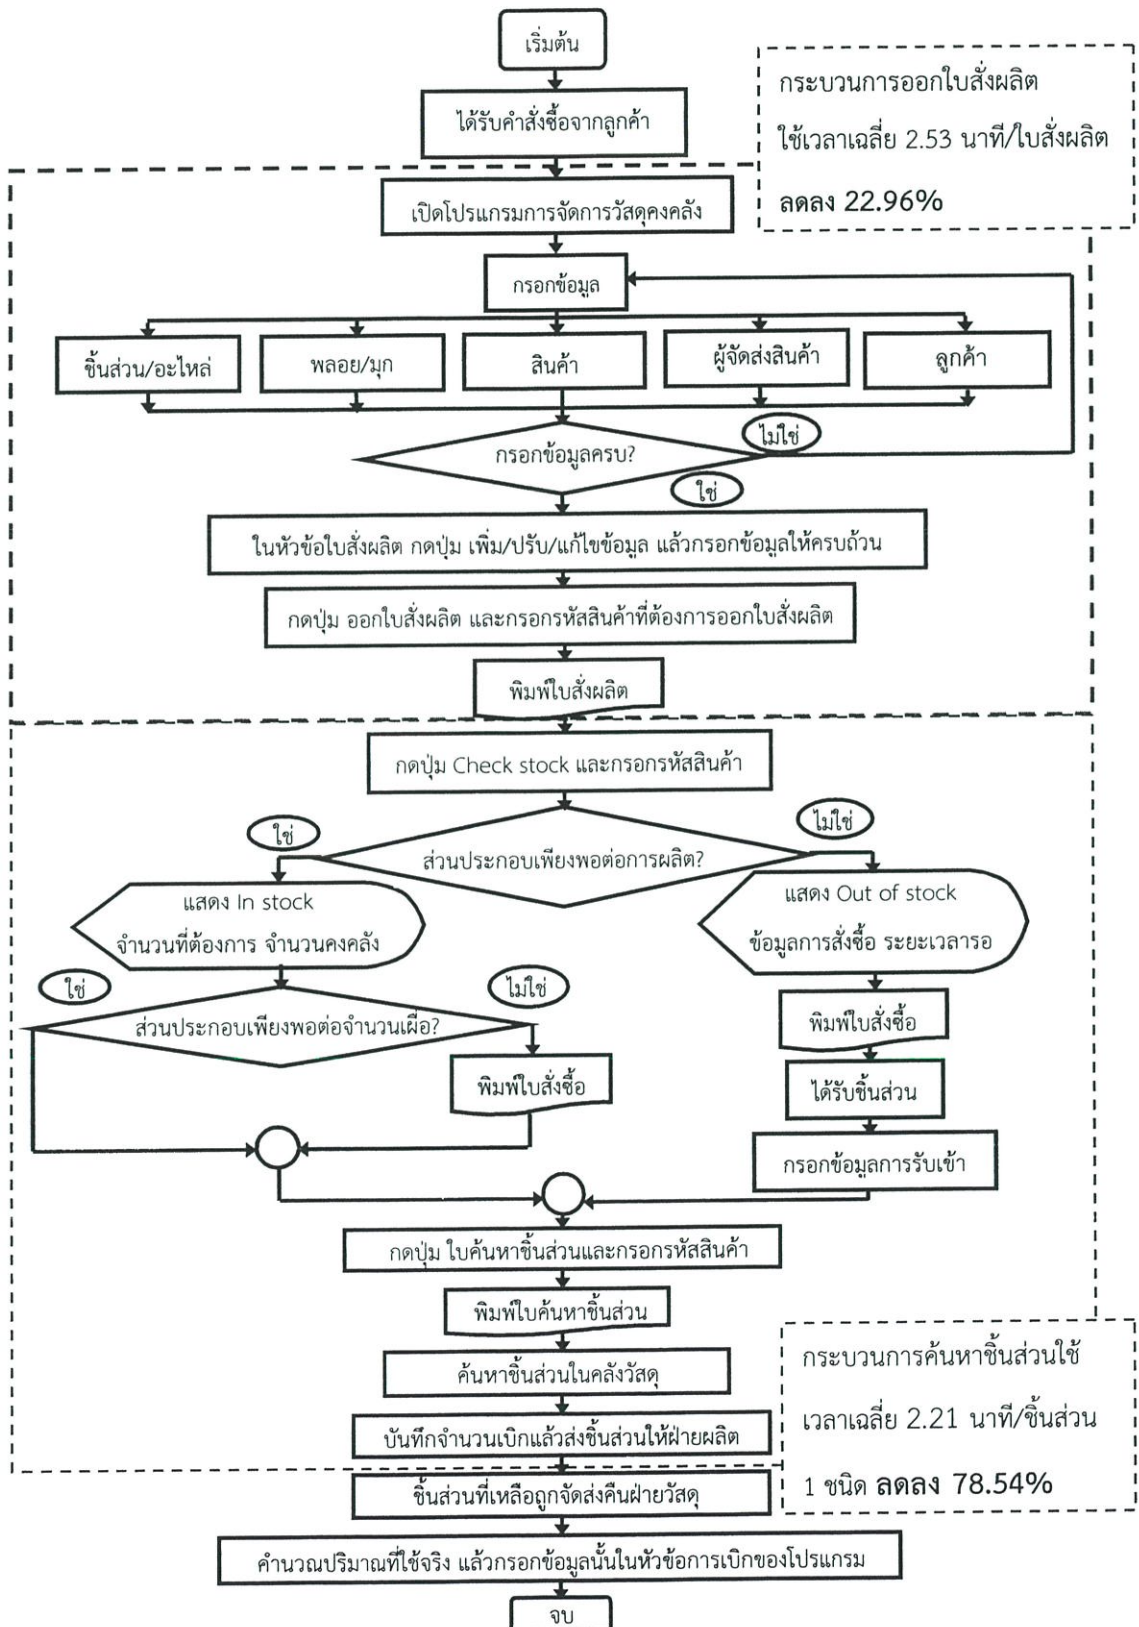 เริ่มต้น
กระบวนการออกใบสั่งผลิต
ใช้เวลาเฉลี่ย 2.53 นาที/ใบสั่งผลิต
ลดลง 22.96%
ได้รับคำสั่งซื้อจากลูกค้า
เปิดโปรแกรมการจัดการวัสดุคงคลัง
กรอกข้อมูล
ชิ้นส่วน/อะไหล่
พลอย/มุก
สินค้า
ผู้จัดส่งสินค้า
ลูกค้า
ไม่ใช่
กรอกข้อมูลครบ?
ใช่
ในหัวข้อใบสั่งผลิต กดปุ่ม เพิ่ม/ปรับ/แก้ไขข้อมูล แล้วกรอกข้อมูลให้ครบถ้วน
กดปุ่ม ออกใบสั่งผลิต และกรอกรหัสสินค้าที่ต้องการออกใบสั่งผลิต
พิมพ์ใบสั่งผลิต
กดปุ่ม Check stock และกรอกรหัสสินค้า
ใช่
ไม่ใช่
ส่วนประกอบเพียงพอต่อการผลิต?
แสดง In stock
จำนวนที่ต้องการ จำนวนคงคลัง
แสดง Out of stock
ข้อมูลการสั่งซื้อ ระยะเวลารอ
ใช่
ไม่ใช่
ส่วนประกอบเพียงพอต่อจำนวนเผื่อ?
พิมพ์ใบสั่งซื้อ
พิมพ์ใบสั่งซื้อ
ได้รับชิ้นส่วน
กรอกข้อมูลการรับเข้า
กดปุ่ม ใบค้นหาชิ้นส่วนและกรอกรหัสสินค้า
พิมพ์ใบค้นหาชิ้นส่วน
ค้นหาชิ้นส่วนในคลังวัสดุ
บันทึกจำนวนเบิกแล้วส่งชิ้นส่วนให้ฝ่ายผลิต
กระบวนการค้นหาชิ้นส่วนใช้
เวลาเฉลี่ย 2.21 นาที/ชิ้นส่วน
1 ชนิด ลดลง 78.54%
ชิ้นส่วนที่เหลือถูกจัดส่งคืนฝ่ายวัสดุ
คำนวณปริมาณที่ใช้จริง แล้วกรอกข้อมูลนั้นในหัวข้อการเบิกของโปรแกรม
จบ